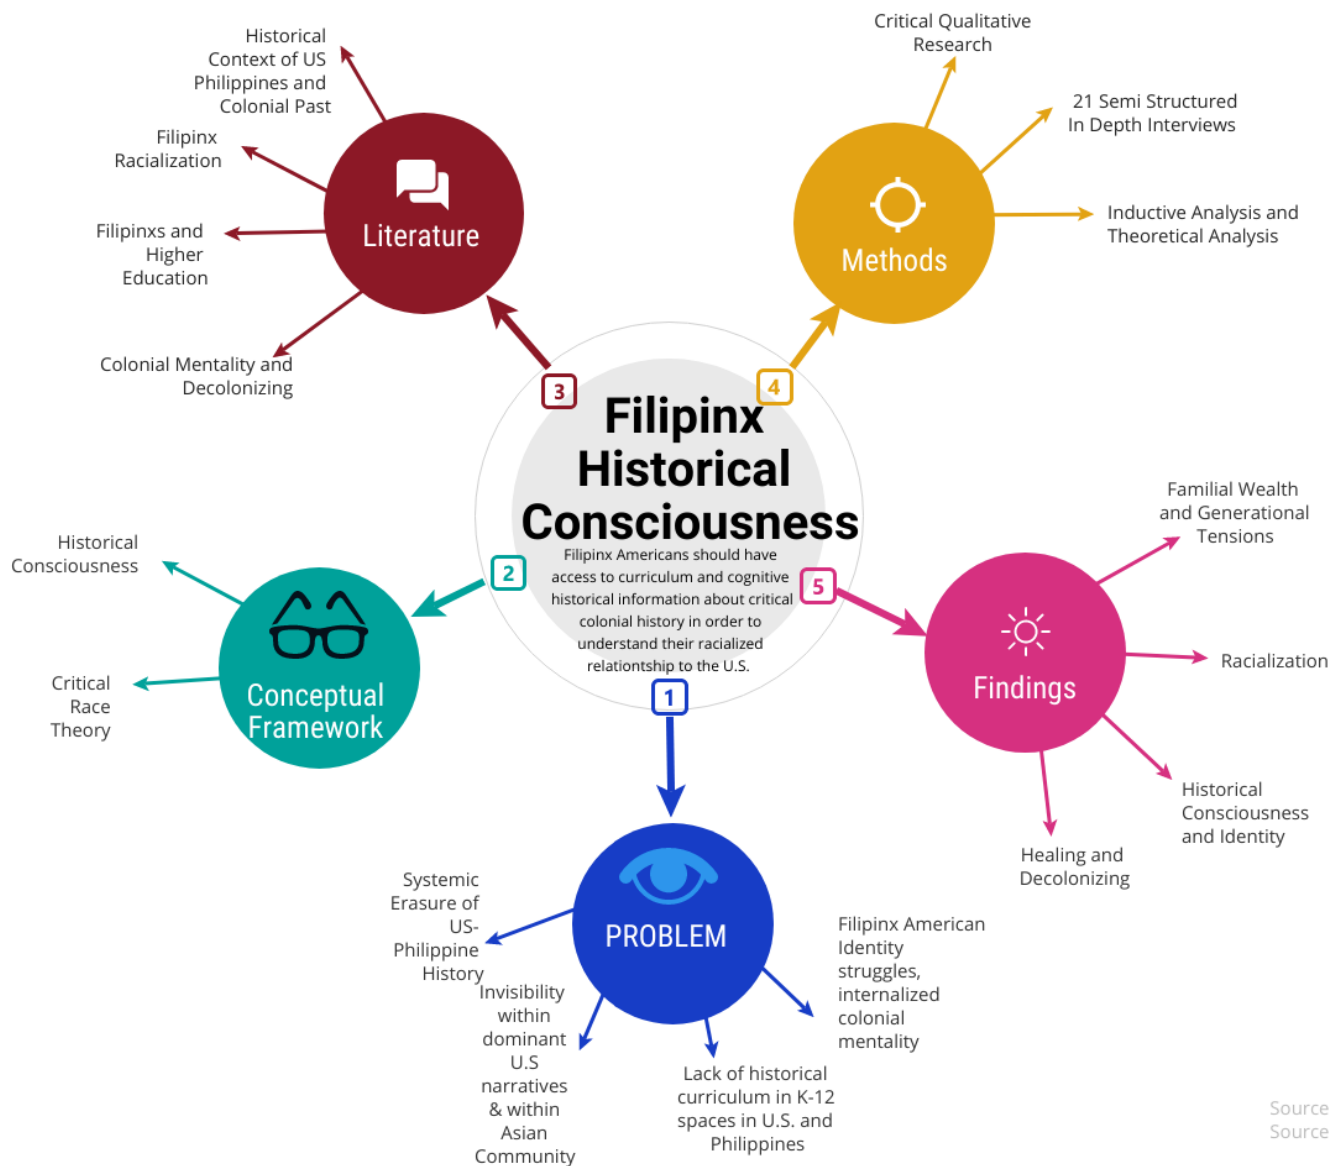 Filipinx
Historical
Consciousness
Filipinx Americans should have
access to curriculum and cognitive
historical information about critical
colonial history in order to
understand their racialized
relationtship to the U.S.
1
PROBLEM
Systemic
Erasure of
US-
Philippine
History
Invisibility
within
dominant
U.S
narratives
& within
Asian
Community
Lack of historical
curriculum in K-12
spaces in U.S. and
Philippines
Filipinx American
Identity
struggles,
internalized
colonial
mentality
2
Conceptual
Framework
Historical
Consciousness
Critical
Race
Theory
3
Literature
Historical
Context of US
Philippines and
Colonial Past
Filipinx
Racialization
Filipinxs and
Higher
Education
Colonial Mentality and
Decolonizing
4
Methods
Critical Qualitative
Research
21 Semi Structured
In Depth Interviews
Inductive Analysis and
Theoretical Analysis
5
Findings
Familial Wealth
and Generational
Tensions
Racialization
Historical
Consciousness
and Identity
Healing and
Decolonizing
Source
Source